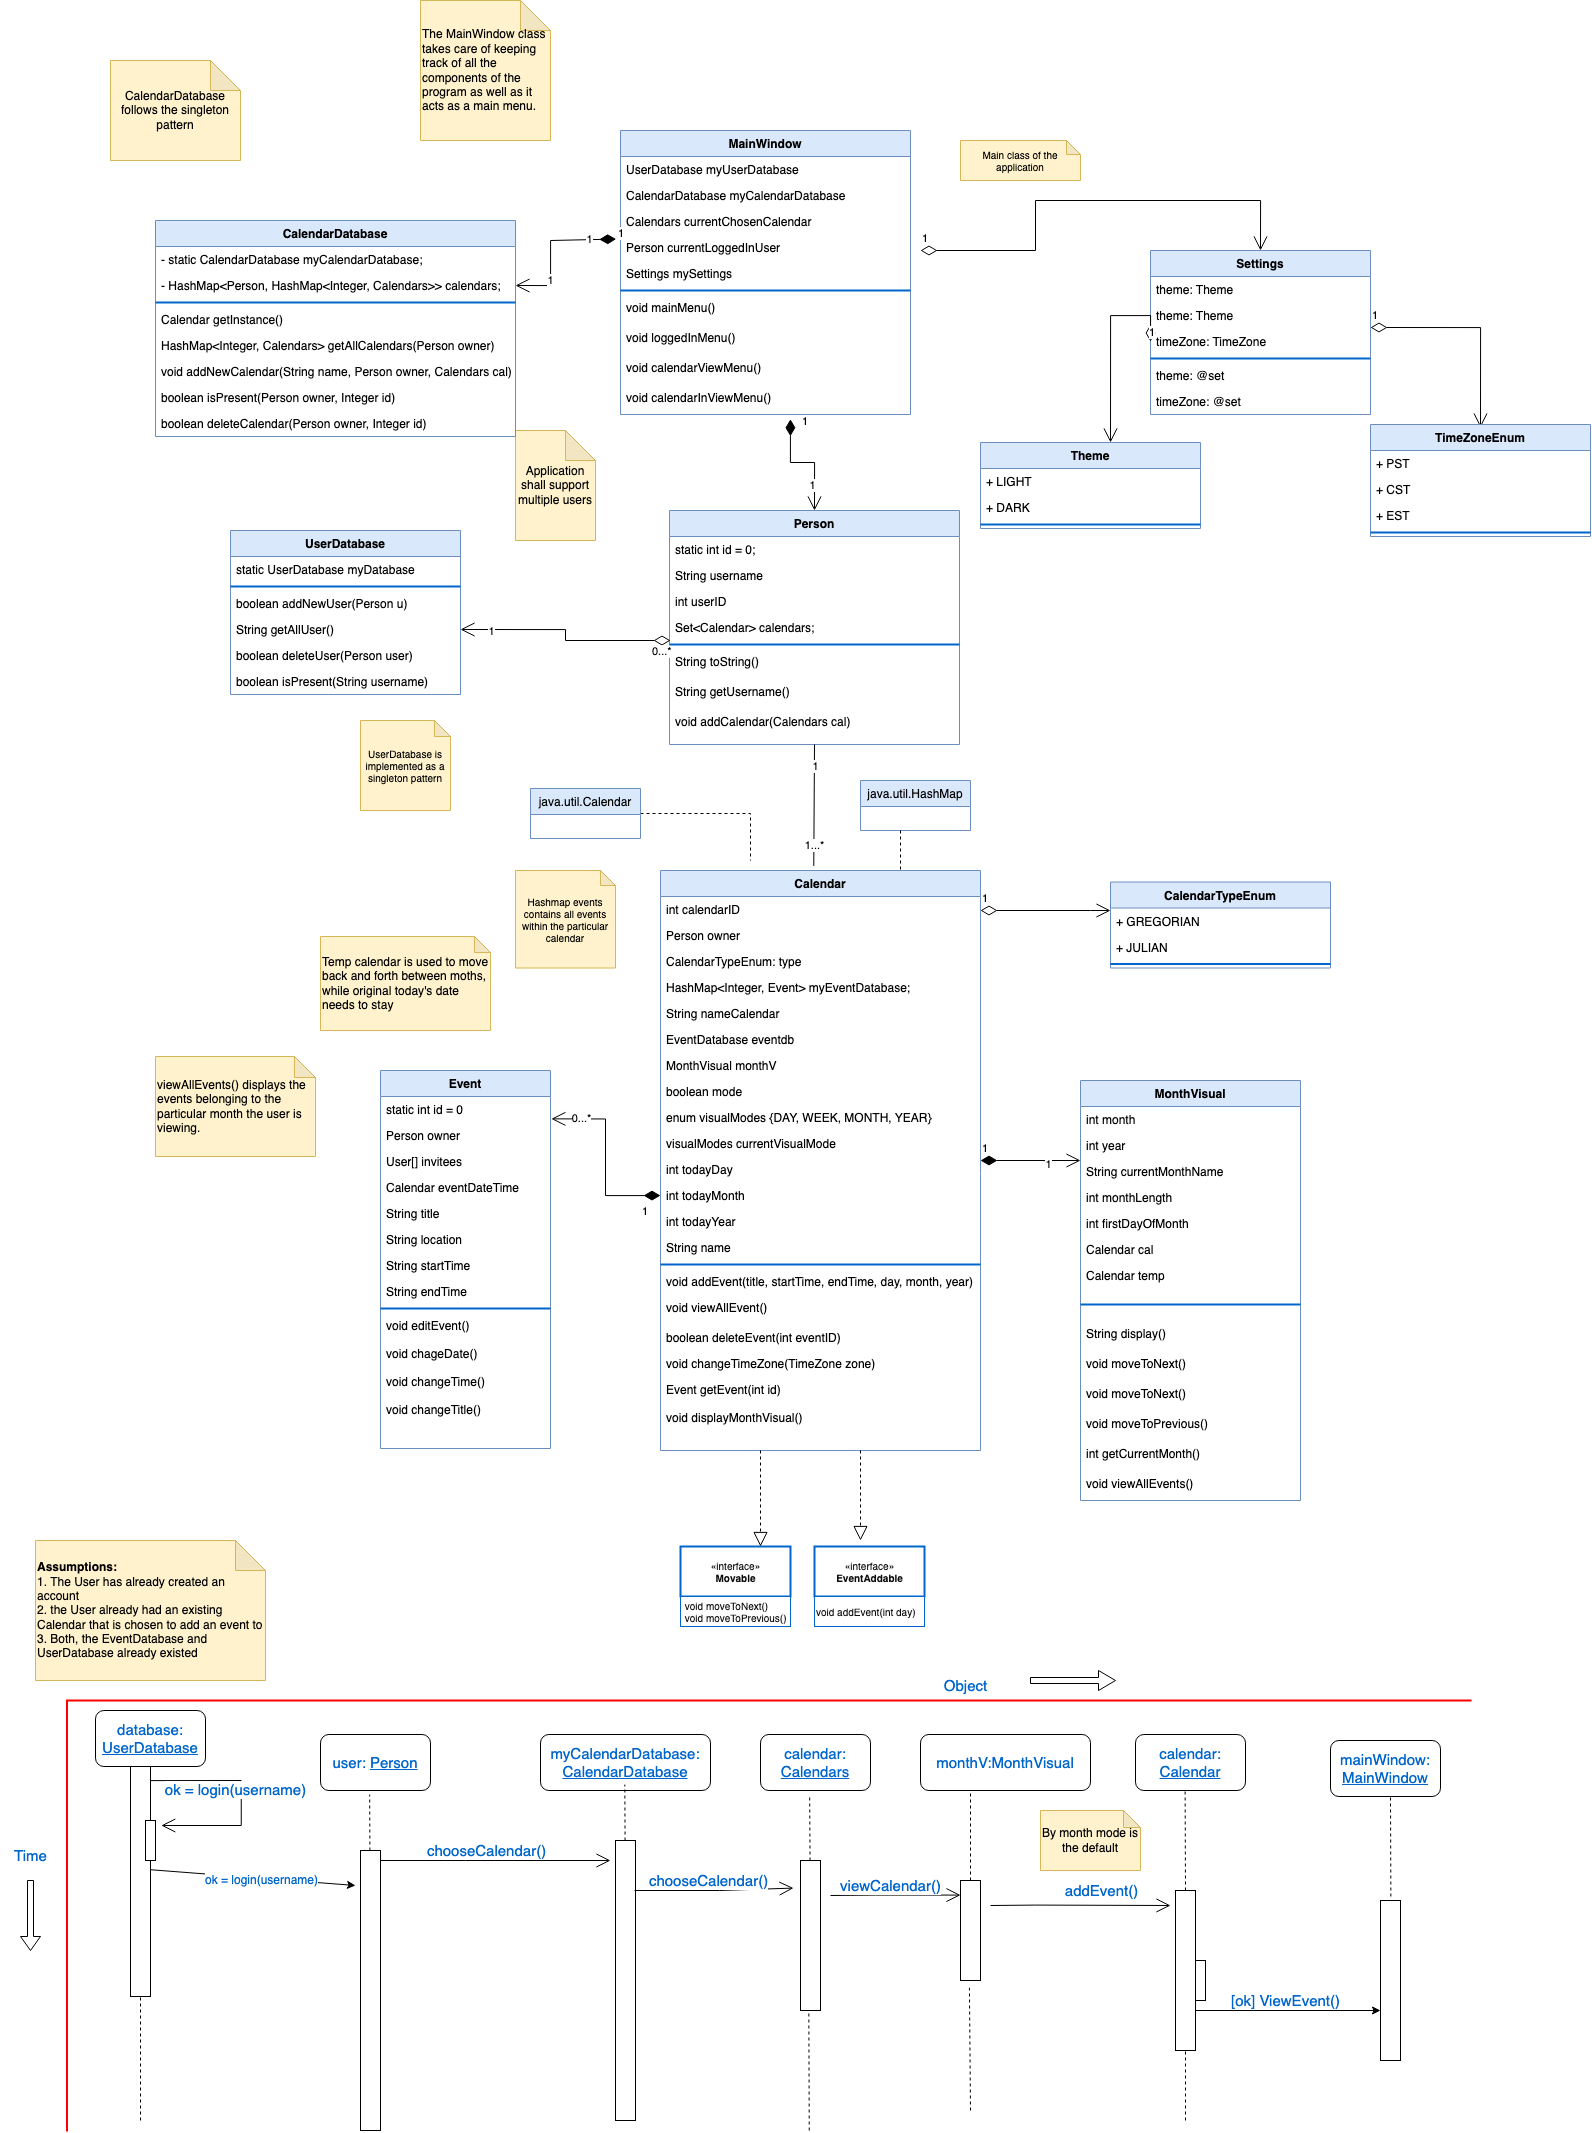 The MainWindow class
takes care of keeping
track of all the
components of the
program as well as it
acts as a main menu.
CalendarDatabase
follows the singleton
pattern
MainWindow
UserDatabase myUserDatabase
CalendarDatabase myCalendarDatabase
Calendars currentChosenCalendar
Person currentLoggedInUser
Settings mySettings
void mainMenu()
void loggedInMenu()
void calendarViewMenu()
void calendarInViewMenu()
Main class of the
application
CalendarDatabase
- static CalendarDatabase myCalendarDatabase;
- HashMap<Person, HashMap<Integer, Calendars>> calendars;
Calendar getInstance()
HashMap<Integer, Calendars> getAllCalendars(Person owner)
void addNewCalendar(String name, Person owner, Calendars cal)
boolean isPresent(Person owner, Integer id)
boolean deleteCalendar(Person owner, Integer id)
1
1
1
1
Settings
theme: Theme
theme: Theme
timeZone: TimeZone
theme: @set
timeZone: @set
1
1
Theme
+ LIGHT
+ DARK
TimeZoneEnum
+ PST
+ CST
+ EST
Application
shall support
multiple users
1
1
Person
static int id = 0;
String username
int userID
Set<Calendar> calendars;
String toString()
String getUsername()
void addCalendar(Calendars cal)
UserDatabase
static UserDatabase myDatabase
boolean addNewUser(Person u)
String getAllUser()
boolean deleteUser(Person user)
boolean isPresent(String username)
1
0...*
UserDatabase is
implemented as a
singleton pattern
1
1...*
java.util.Calendar
java.util.HashMap
Hashmap events
contains all events
within the particular
calendar
Temp calendar is used to move
back and forth between moths,
while original today's date
needs to stay
viewAllEvents() displays the
events belonging to the
particular month the user is
viewing.
Calendar
int calendarID
Person owner
CalendarTypeEnum: type
HashMap<Integer, Event> myEventDatabase;
String nameCalendar
EventDatabase eventdb
MonthVisual monthV
boolean mode
enum visualModes {DAY, WEEK, MONTH, YEAR}
visualModes currentVisualMode
int todayDay
int todayMonth
int todayYear
String name
void addEvent(title, startTime, endTime, day, month, year)
void viewAllEvent()
boolean deleteEvent(int eventID)
void changeTimeZone(TimeZone zone)
Event getEvent(int id)
void displayMonthVisual()
1
CalendarTypeEnum
+ GREGORIAN
+ JULIAN
Event
static int id = 0
Person owner
User[] invitees
Calendar eventDateTime
String title
String location
String startTime
String endTime
void editEvent()
void chageDate()
void changeTime()
void changeTitle()
0...*
1
1
1
MonthVisual
int month
int year
String currentMonthName
int monthLength
int firstDayOfMonth
Calendar cal
Calendar temp
String display()
void moveToNext()
void moveToNext()
void moveToPrevious()
int getCurrentMonth()
void viewAllEvents()
«interface»
Movable
void moveToNext()
void moveToPrevious()
«interface»
EventAddable
void addEvent(int day)
Assumptions:
1. The User has already created an
account
2. the User already had an existing
Calendar that is chosen to add an event to
3. Both, the EventDatabase and
UserDatabase already existed
Object
Time
database:
UserDatabase
user: Person
myCalendarDatabase:
CalendarDatabase
calendar:
Calendars
monthV:MonthVisual
calendar:
Calendar
mainWindow:
MainWindow
ok = login(username)
ok = login(username)
chooseCalendar()
chooseCalendar()
viewCalendar()
By month mode is
the default
addEvent()
[ok] ViewEvent()